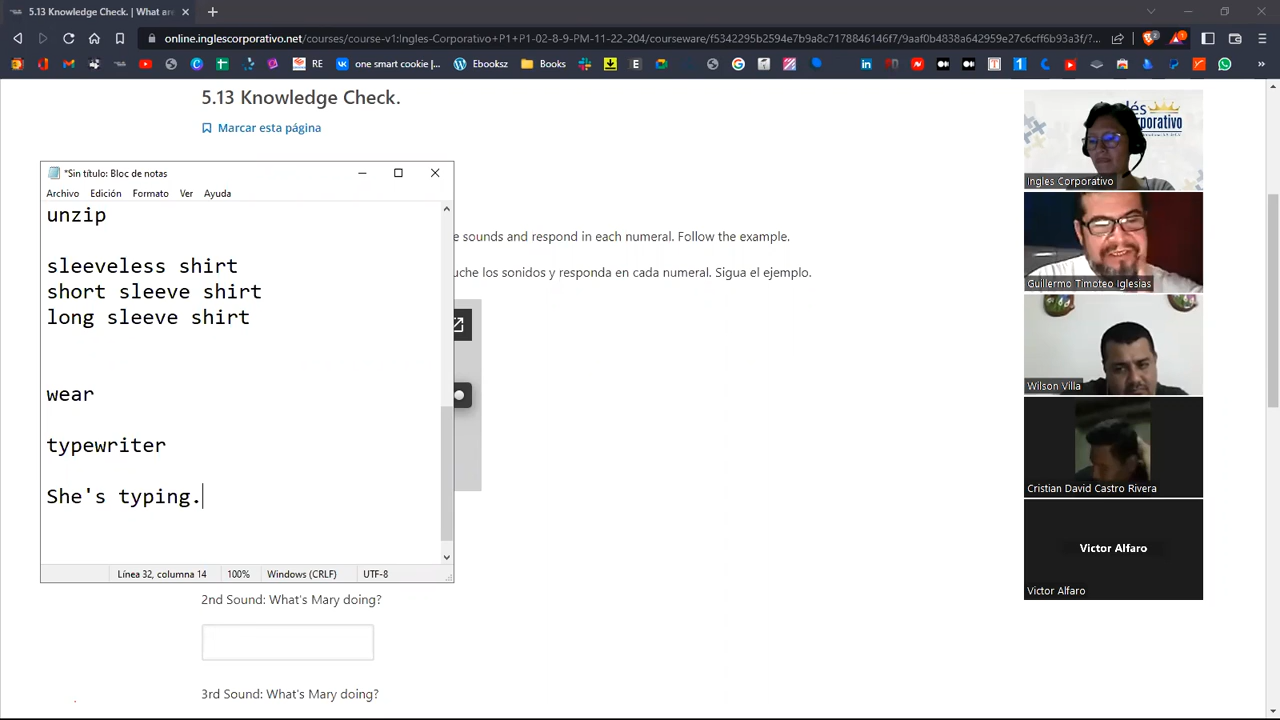 5.13 Knowledge Check. | What are
online.inglescorporativo.net/courses/course-v1:Ingles-Corporativo+P1+P1-02-8-9-PM-11-22-204/courseware/f5342295b2594e7b9a8c7178846146f7/9aaf0b4838a642959e27c6cff6b93a3f/?...
RE
one smart cookie |...
Ebooksz
Books
5.13 Knowledge Check.
Marcar esta página
*Sin título: Bloc de notas
Archivo Edición Formato Ver Ayuda
unzip
sleeveless shirt
short sleeve shirt
long sleeve shirt
wear
typewriter
She's typing.
Línea 32, columna 14 100% Windows (CRLF) UTF-8
e sounds and respond in each numeral. Follow the example.
uche los sonidos y responda en cada numeral. Siga el ejemplo.
2nd Sound: What's Mary doing?
3rd Sound: What's Mary doing?
Ingles Corporativo
Guillermo Timoteo Iglesias
Wilson Villa
Cristian David Castro Rivera
Victor Alfaro
Victor Alfaro